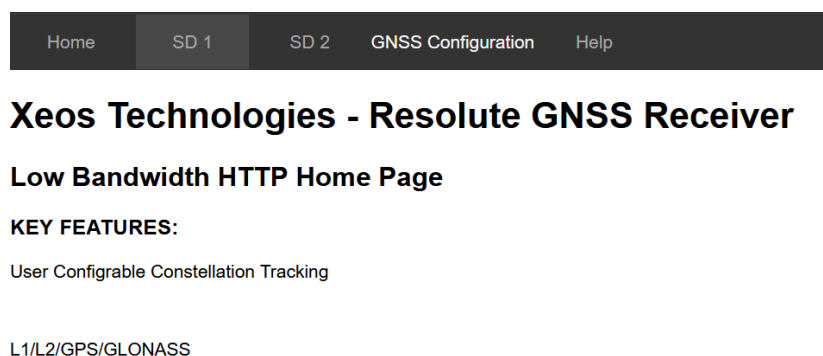 Home SD 1 SD 2 GNSS Configuration Help
Xeos Technologies - Resolute GNSS Receiver
Low Bandwidth HTTP Home Page
KEY FEATURES:
User Configrable Constellation Tracking
L1/L2/GPS/GLONASS